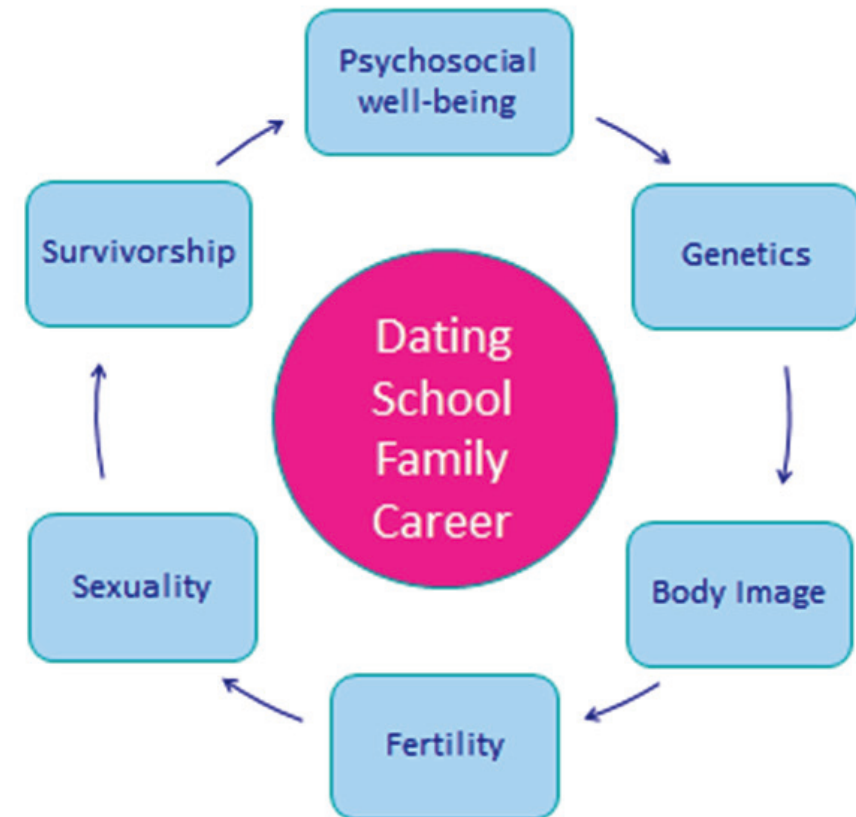 Psychosocial
well-being
Genetics
Body Image
Fertility
Sexuality
Survivorship
Dating
School
Family
Career